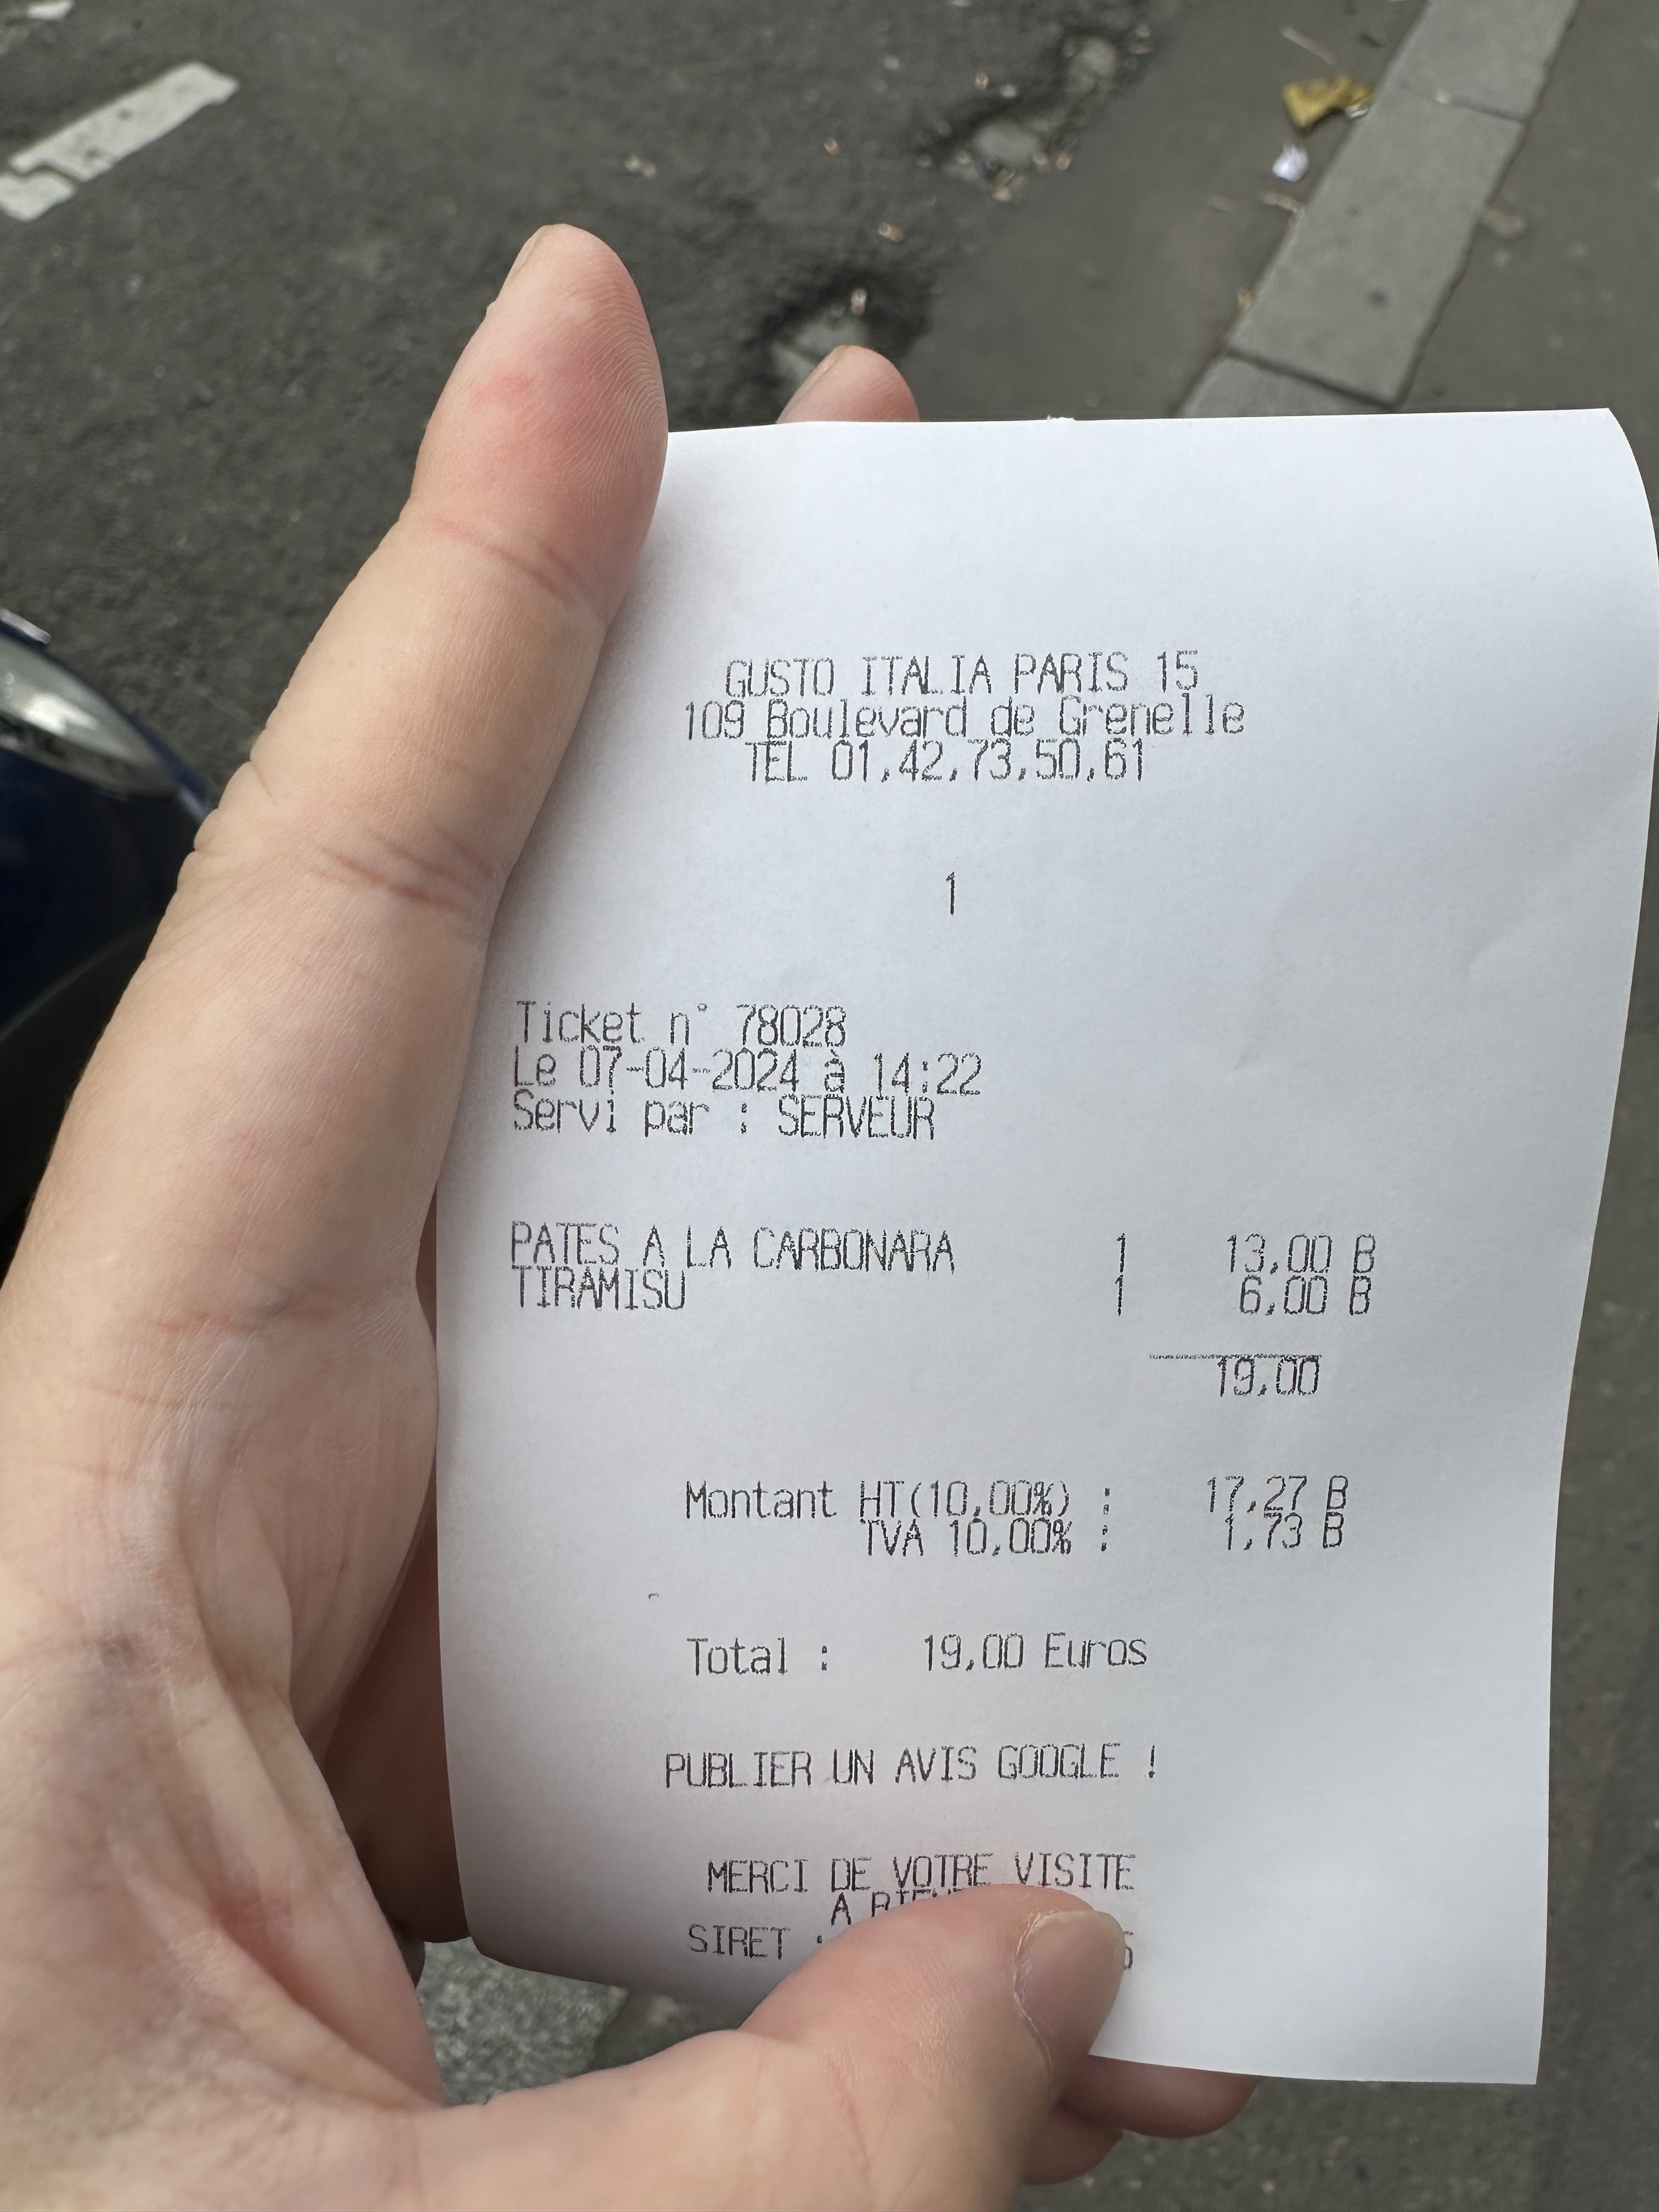 GUSTO ITALIA PARIS 15
109 Boulevard de Grenelle
TEL 01.42.73.50.61
1
Ticket n° 78028
Le 07-04-2024 à 14:22
Servi par : SERVEUR
PATES A LA CARBONARA 1 13,00 B
TIRAMISU 1 6,00 B
19,00
Montant HT(10,00%) : 17,27 B
TVA 10,00% : 1,73 B
Total : 19,00 Euros
PUBLIER UN AVIS GOOGLE !
MERCI DE VOTRE VISITE
A
SIRET :